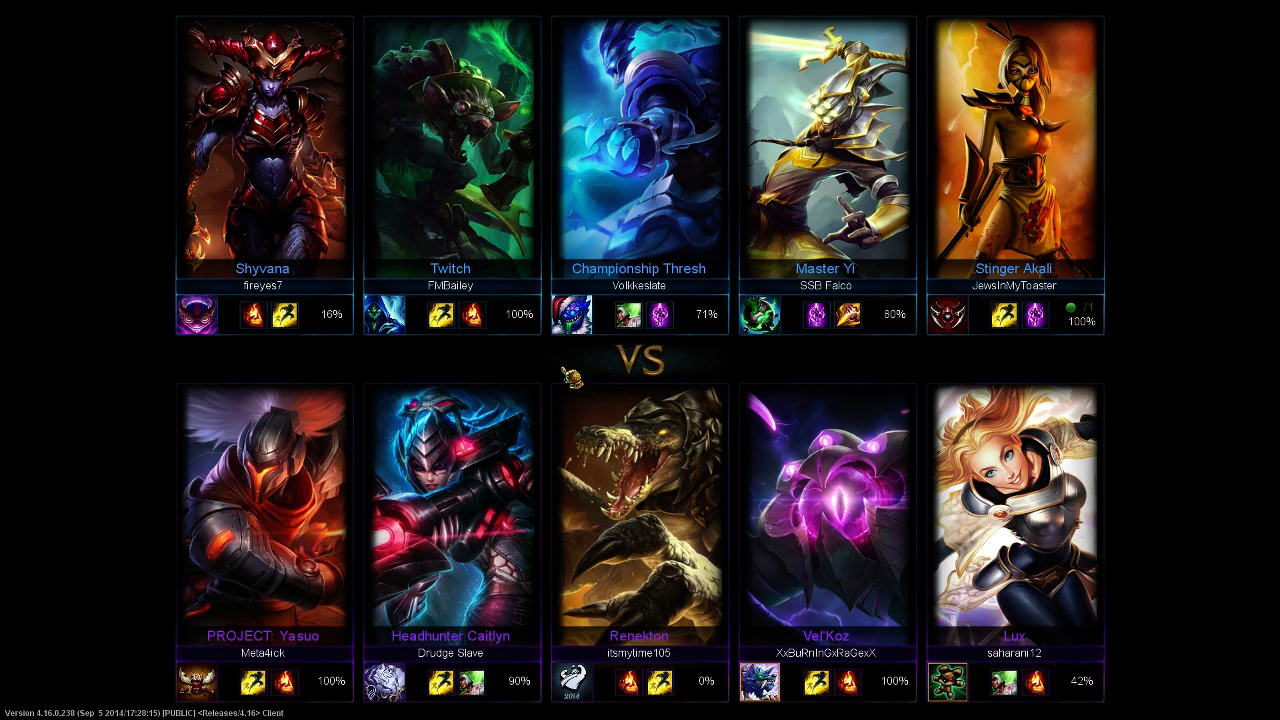 Shyvana
fireyes7
16%
Twitch
FMBailey
100%
Championship Thresh
Volkkeslate
71%
Master Yi
SSB Falco
80%
Stinger Akali
JewsInMyToaster
71
100%
VS
PROJECT: Yasuo
Meta4ick
100%
Headhunter Caitlyn
Drudge Slave
90%
Renekton
itsmytime105
2014
0%
Vel'Koz
XxBuRnInGxRaGexX
100%
Lux
saharani12
42%
Version 4.16.0.238 (Sep 5 2014/17:28:15) [PUBLIC] <Releases/4.16> Client